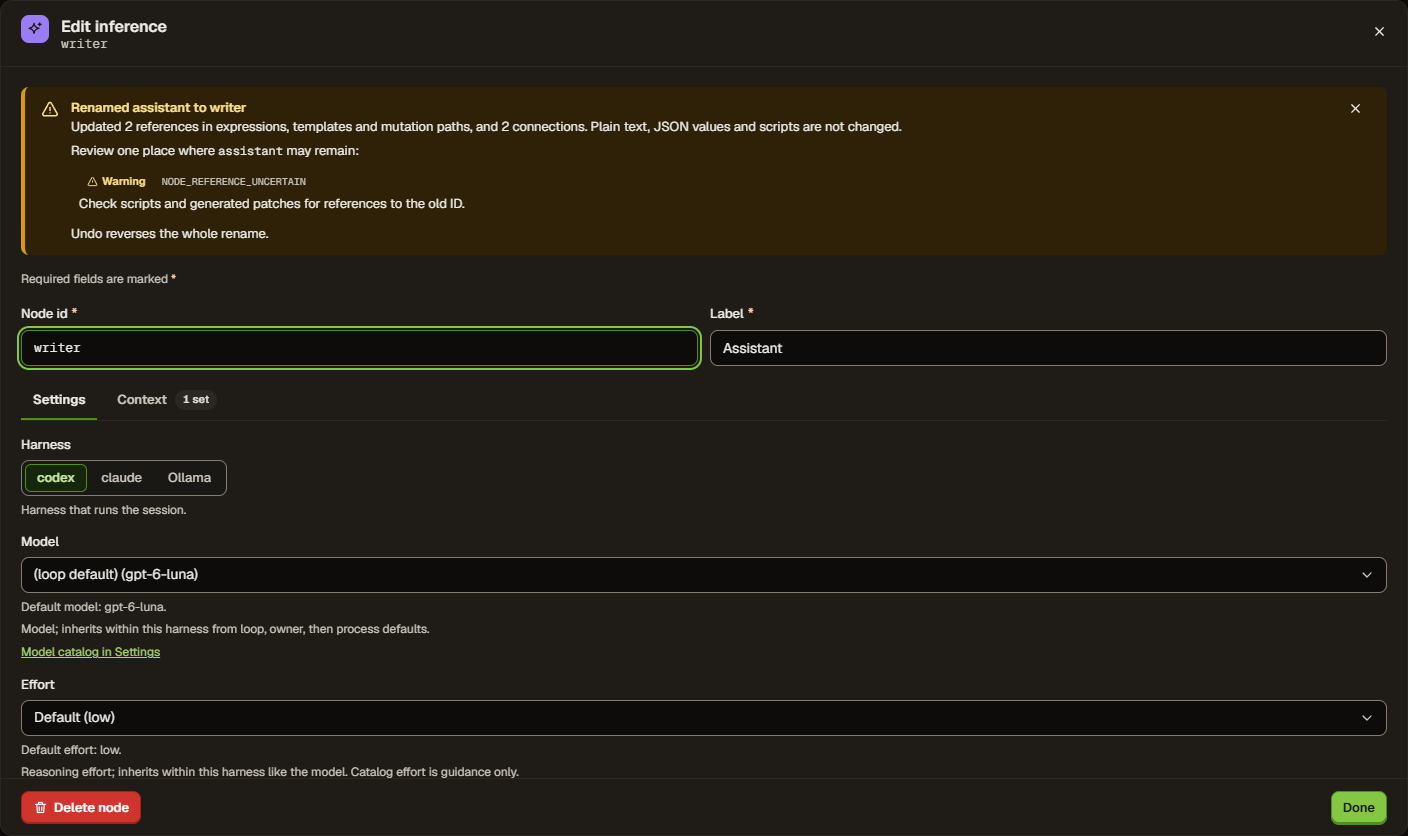 Edit inference
writer
Renamed assistant to writer
Updated 2 references in expressions, templates and mutation paths, and 2 connections. Plain text, JSON values and scripts are not changed.
Review one place where assistant may remain:
Warning NODE_REFERENCE_UNCERTAIN
Check scripts and generated patches for references to the old ID.
Undo reverses the whole rename.
Required fields are marked *
Node id * Label *
writer Assistant
Settings Context 1 set
Harness
codex claude Ollama
Harness that runs the session.
Model
(loop default) (gpt-6-luna)
Default model: gpt-6-luna.
Model; inherits within this harness from loop, owner, then process defaults.
Model catalog in Settings
Effort
Default (low)
Default effort: low.
Reasoning effort; inherits within this harness like the model. Catalog effort is guidance only.
Delete node Done